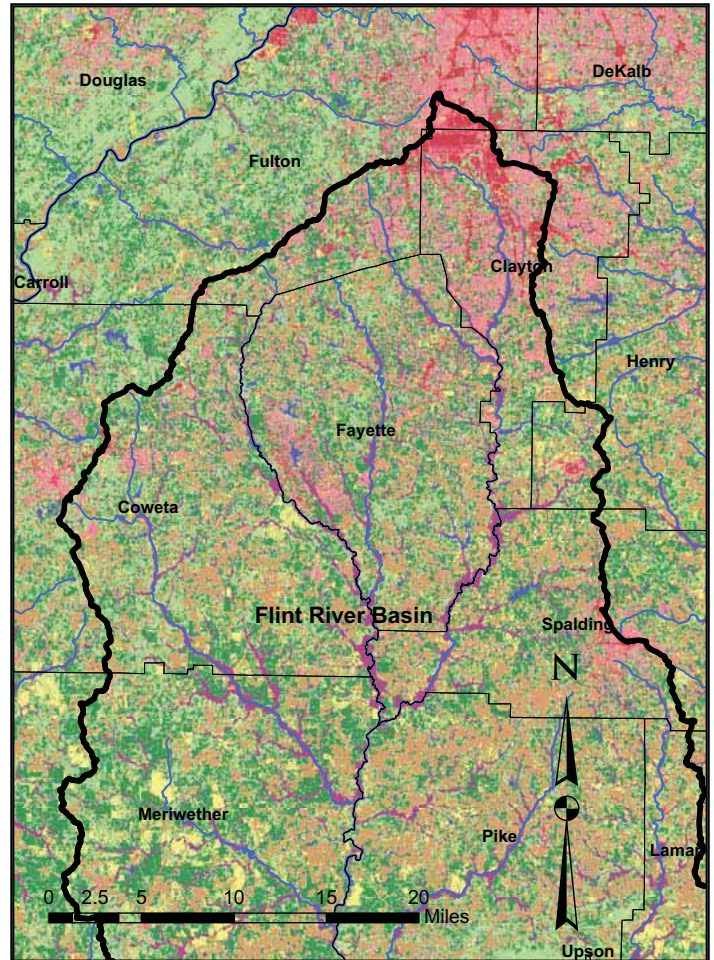 DeKalb
Douglas
Fulton
Clayton
Carroll
Henry
Fayette
Coweta
Flint River Basin
Spalding
N
Meriwether
Pike
Lamar
0 2.5 5 10 15 20
Miles
Upson